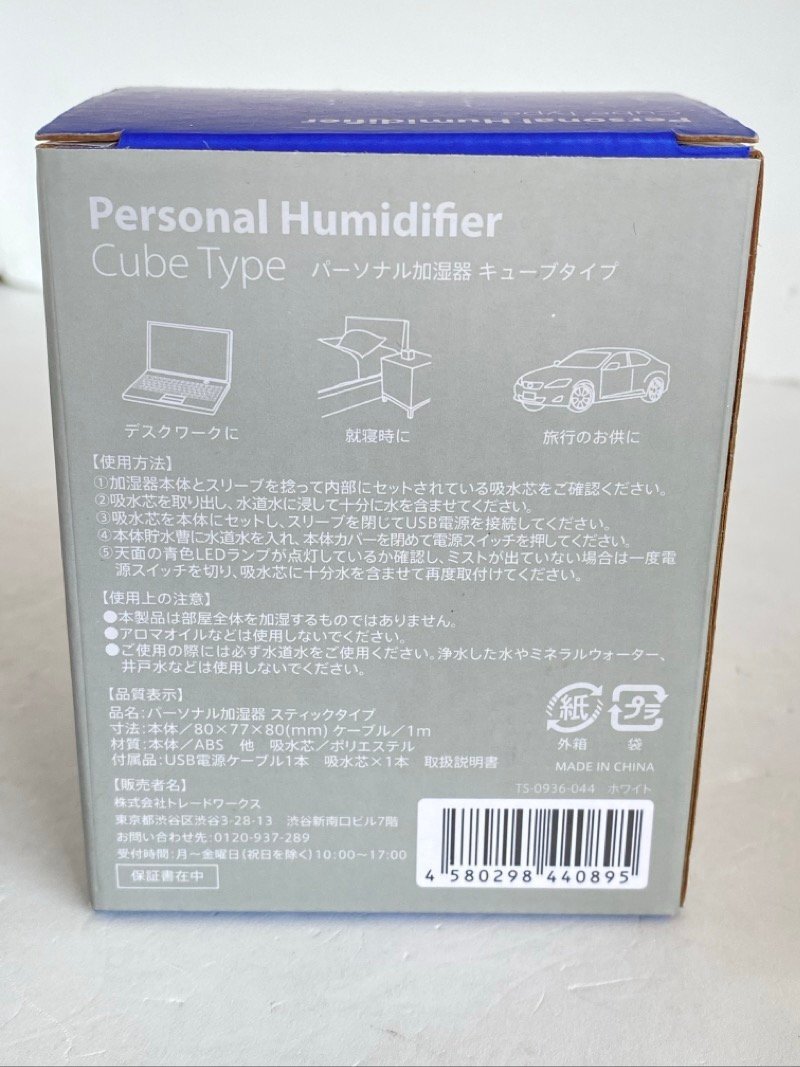 Personal Humidifier
Cube Type
Personal Humidifier
Cube Type パーソナル加湿器 キューブタイプ
デスクワークに
就寝時に
旅行のお供に
【使用方法】
①加湿器本体とスリーブを捻って内部にセットされている吸水芯をご確認ください。
②吸水芯を取り出し、水道水に浸して十分に水を含ませてください。
③吸水芯を本体にセットし、スリーブを閉じてUSB電源を接続してください。
④本体貯水曹に水道水を入れ、本体カバーを閉めて電源スイッチを押してください。
⑤天面の青色LEDランプが点灯しているか確認し、ミストが出ていない場合は一度電
源スイッチを切り、吸水芯に十分水を含ませて再度取付けてください。
【使用上の注意】
●本製品は部屋全体を加湿するものではありません。
●アロマオイルなどは使用しないでください。
●ご使用の際には必ず水道水をご使用ください。浄水した水やミネラルウォーター、
井戸水などは使用しないでください。
【品質表示】
品名:パーソナル加湿器 スティックタイプ
寸法:本体/80×77×80(mm) ケーブル/1m
材質:本体/ABS 他 吸水芯/ポリエステル
付属品:USB電源ケーブル1本 吸水芯×1本 取扱説明書
紙
プラ
外箱
袋
MADE IN CHINA
TS-0936-044 ホワイト
【販売者名】
株式会社トレードワークス
東京都渋谷区渋谷3-28-13 渋谷新南口ビル7階
お問い合わせ先:0120-937-289
受付時間:月〜金曜日(祝日を除く)10:00〜17:00
保証書在中
4 580298 440895